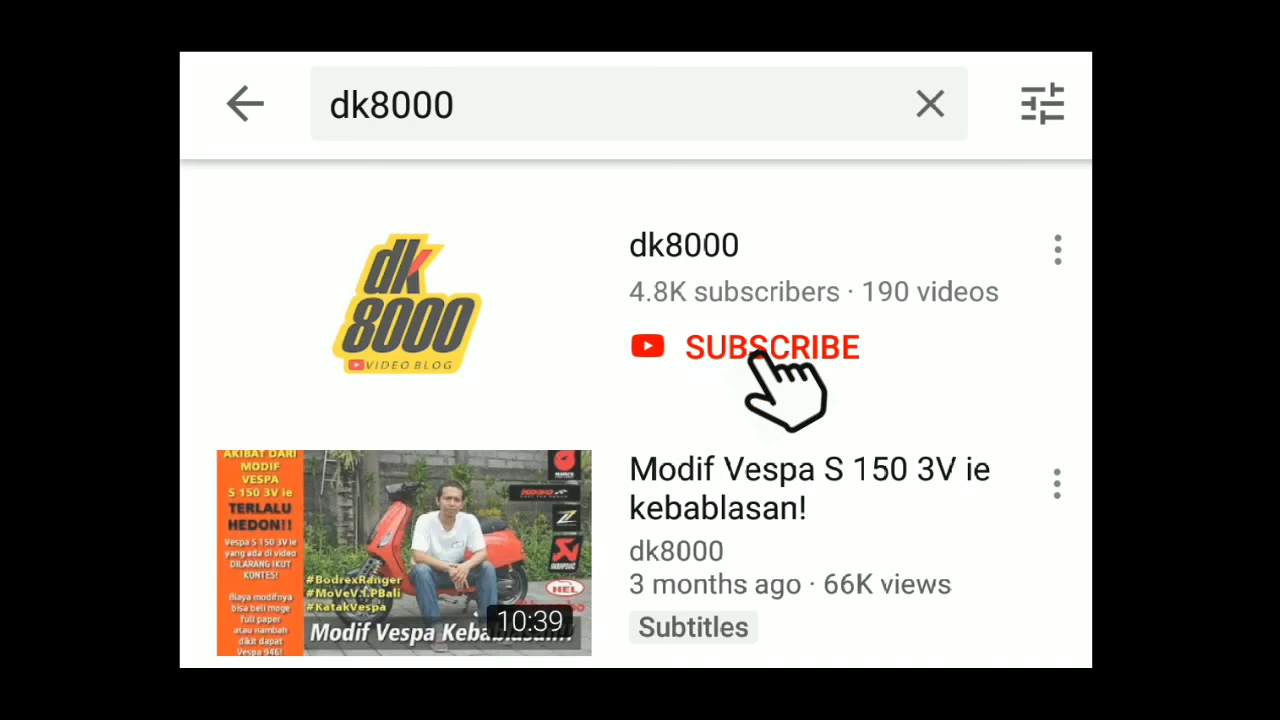 dk8000
dk
8000
VIDEO BLOG
dk8000
4.8K subscribers · 190 videos
SUBSCRIBE
AKIBAT DARI
MODIF
VESPA
S 150 3V ie
TERLALU
HEDON!!
Vespa S 150 3V ie
yang ada di video
DILARANG IKUT
KONTES!
Biaya modifnya
bisa beli moge
full paper
atau nambah
dikit dapat
Vespa 946!
#BodrexRanger
#MoVeV.i.PBali
#KatakVespa
HEL
10:39
Modif Vespa S 150 3V ie
kebablasan!
dk8000
3 months ago · 66K views
Subtitles